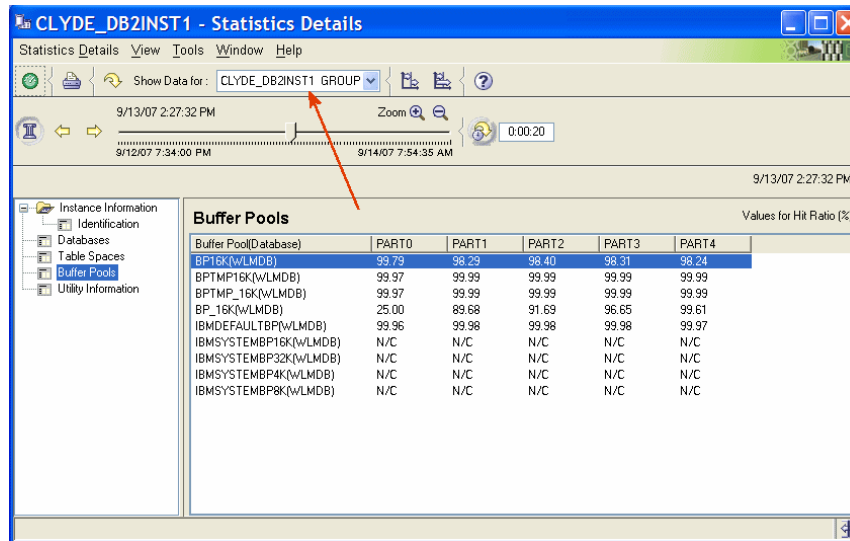 CLYDE_DB2INST1 - Statistics Details
Statistics Details View Tools Window Help
Show Data for : CLYDE_DB2INST1 GROUP
9/13/07 2:27:32 PM Zoom
0:00:20
9/12/07 7:34:00 PM 9/14/07 7:54:35 AM
9/13/07 2:27:32 PM
Instance Information
Identification
Databases
Table Spaces
Buffer Pools
Utility Information
Buffer Pools Values for Hit Ratio (%
Buffer Pool(Database) PART0 PART1 PART2 PART3 PART4
BP16K(WLMDB) 99.79 98.29 98.40 98.31 98.24
BPTMP16K(WLMDB) 99.97 99.99 99.99 99.99 99.99
BPTMP_16K(WLMDB) 99.97 99.99 99.99 99.99 99.99
BP_16K(WLMDB) 25.00 89.68 91.69 96.65 99.61
IBMDEFAULTBP(WLMDB) 99.96 99.98 99.98 99.98 99.97
IBMSYSTEMBP16K(WLMDB) N/C N/C N/C N/C N/C
IBMSYSTEMBP32K(WLMDB) N/C N/C N/C N/C N/C
IBMSYSTEMBP4K(WLMDB) N/C N/C N/C N/C N/C
IBMSYSTEMBP8K(WLMDB) N/C N/C N/C N/C N/C